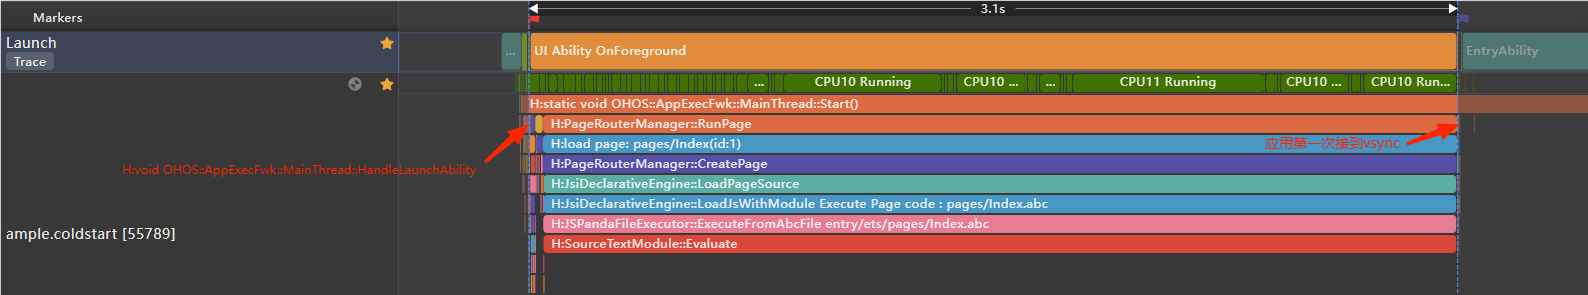 Markers
3.1s
Launch
Trace
...
UI Ability OnForeground
EntryAbility
...
CPU10 Running
CPU10 ...
...
CPU11 Running
CPU10 ...
CPU10 Run...
H:static void OHOS::AppExecFwk::MainThread::Start()
H:PageRouterManager::RunPage
H:load page: pages/Index(id:1)
应用第一次接到vsync
H:PageRouterManager::CreatePage
H:void OHOS::AppExecFwk::MainThread::HandleLaunchAbility
H:JsiDeclarativeEngine::LoadPageSource
H:JsiDeclarativeEngine::LoadJsWithModule Execute Page code : pages/Index.abc
H:JSPandaFileExecutor::ExecuteFromAbcFile entry/ets/pages/Index.abc
ample.coldstart [55789]
H:SourceTextModule::Evaluate